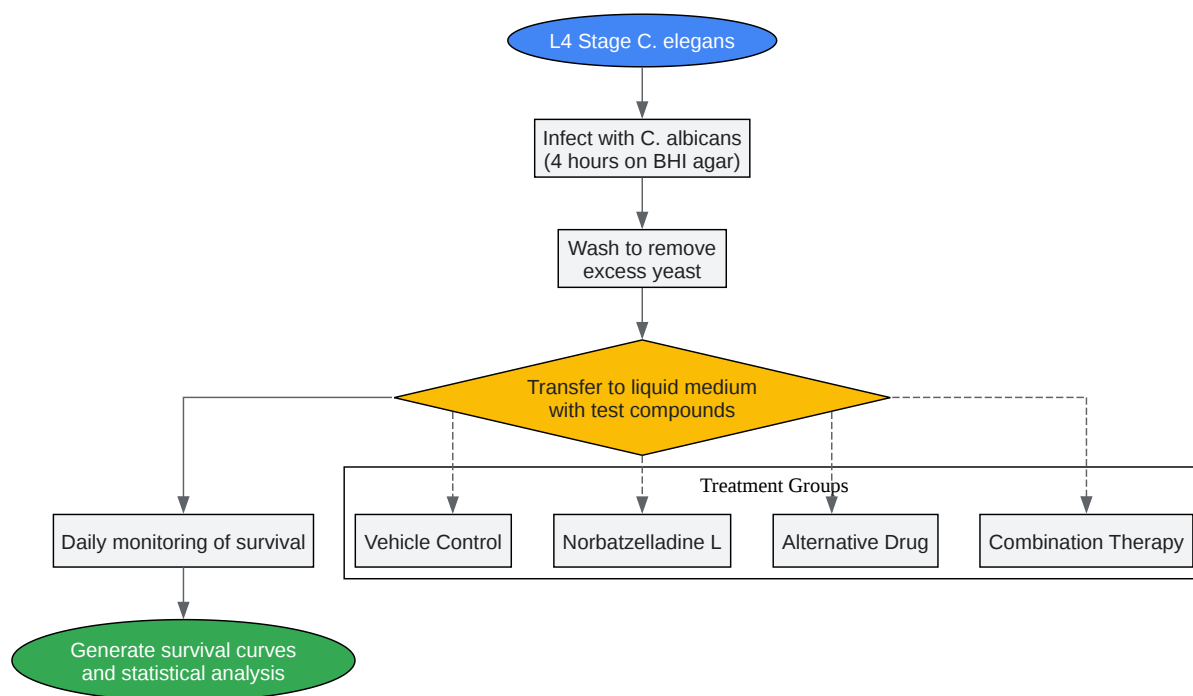 L4 Stage C. elegans
Infect with C. albicans
(4 hours on BHI agar)
Wash to remove
excess yeast
Transfer to liquid medium
with test compounds
Treatment Groups
Daily monitoring of survival
Vehicle Control
Norbatzelladine L
Alternative Drug
Combination Therapy
Generate survival curves
and statistical analysis